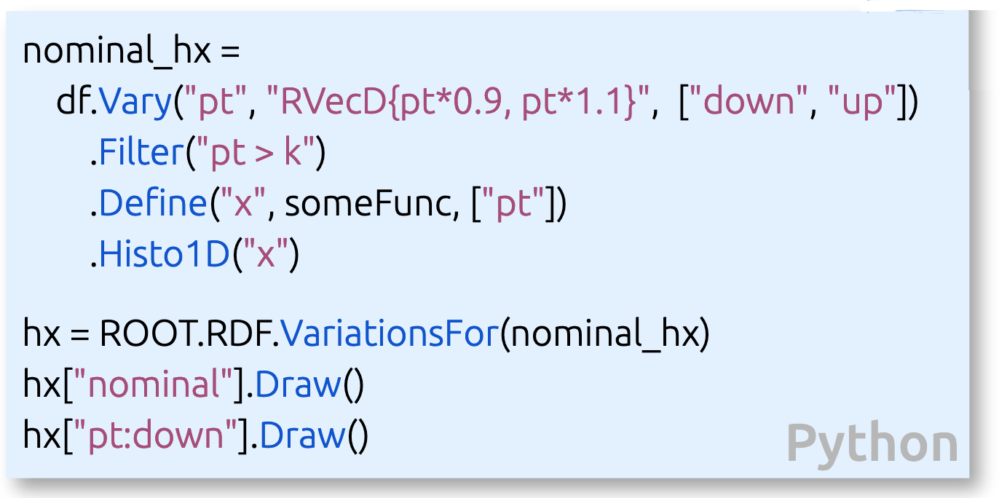 nominal_hx =
df.Vary("pt", "RVecD{pt*0.9, pt*1.1}", ["down", "up"])
.Filter("pt > k")
.Define("x", someFunc, ["pt"])
.Histo1D("x")
hx = ROOT.RDF.VariationsFor(nominal_hx)
hx["nominal"].Draw()
hx["pt:down"].Draw()
Python